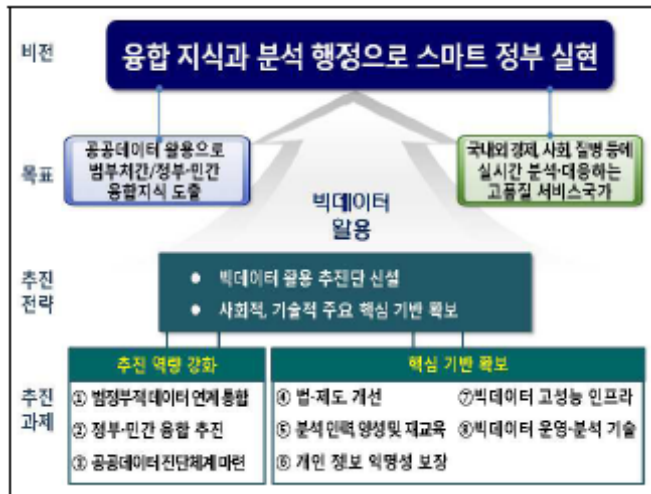 비전
융합 지식과 분석 행정으로 스마트 정부 실현
목표
공공데이터 활용으로
범부처간/정부·민간
융합지식 도출
국내외 경제, 사회, 질병 등에
실시간 분석·대응하는
고품질 서비스국가
빅데이터
활용
추진
전략
● 빅데이터 활용 추진단 신설
● 사회적, 기술적 주요 핵심 기반 확보
추진
과제
추진 역량 강화
① 범정부적 데이터 연계 통합
② 정부·민간 융합 추진
③ 공공데이터 진단체계 마련
핵심 기반 확보
④ 법·제도 개선
⑤ 분석 인력 양성 및 재교육
⑥ 개인 정보 익명성 보장
⑦빅데이터 고성능 인프라
⑧빅데이터 운영·분석 기술